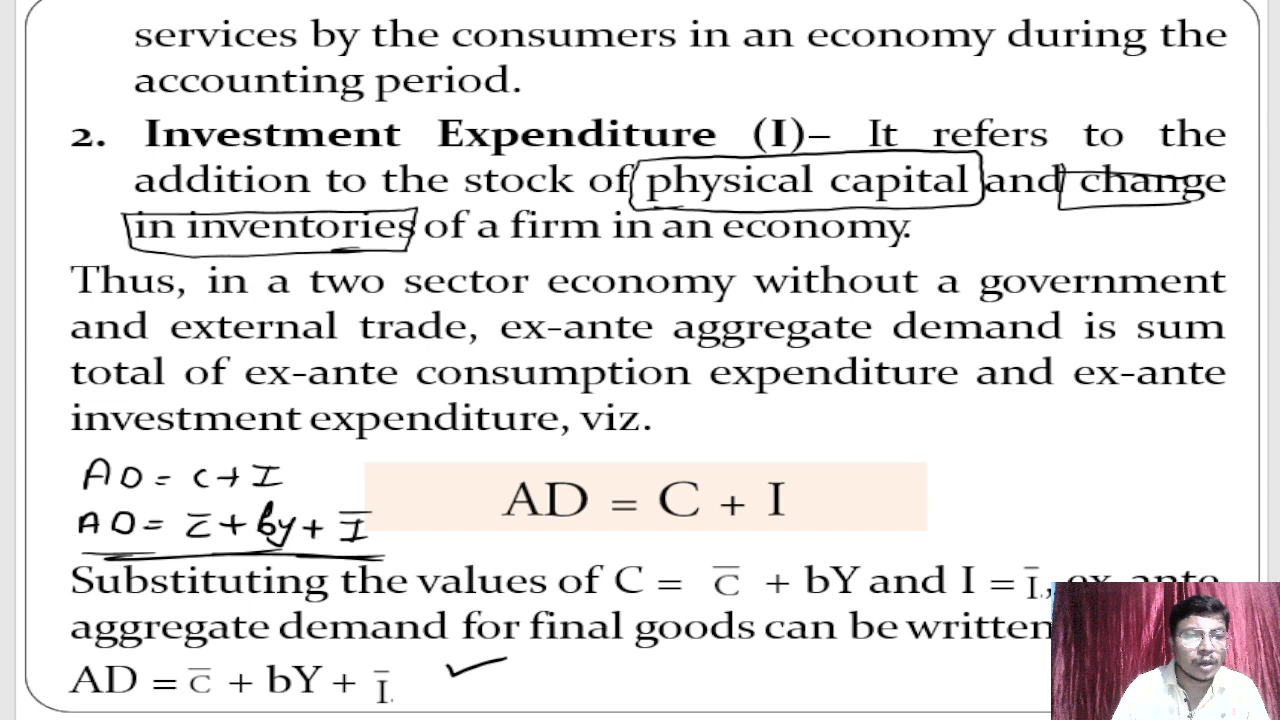 services by the consumers in an economy during the
accounting period.
2. Investment Expenditure (I)– It refers to the
addition to the stock of physical capital and change
in inventories of a firm in an economy.
Thus, in a two sector economy without a government
and external trade, ex-ante aggregate demand is sum
total of ex-ante consumption expenditure and ex-ante
investment expenditure, viz.
AD = C + I
AD = C + I
AD = C̅ + by + I̅
Substituting the values of C = C̅ + bY and I = I̅, ex-ante
aggregate demand for final goods can be written
AD = C̅ + bY + I̅.